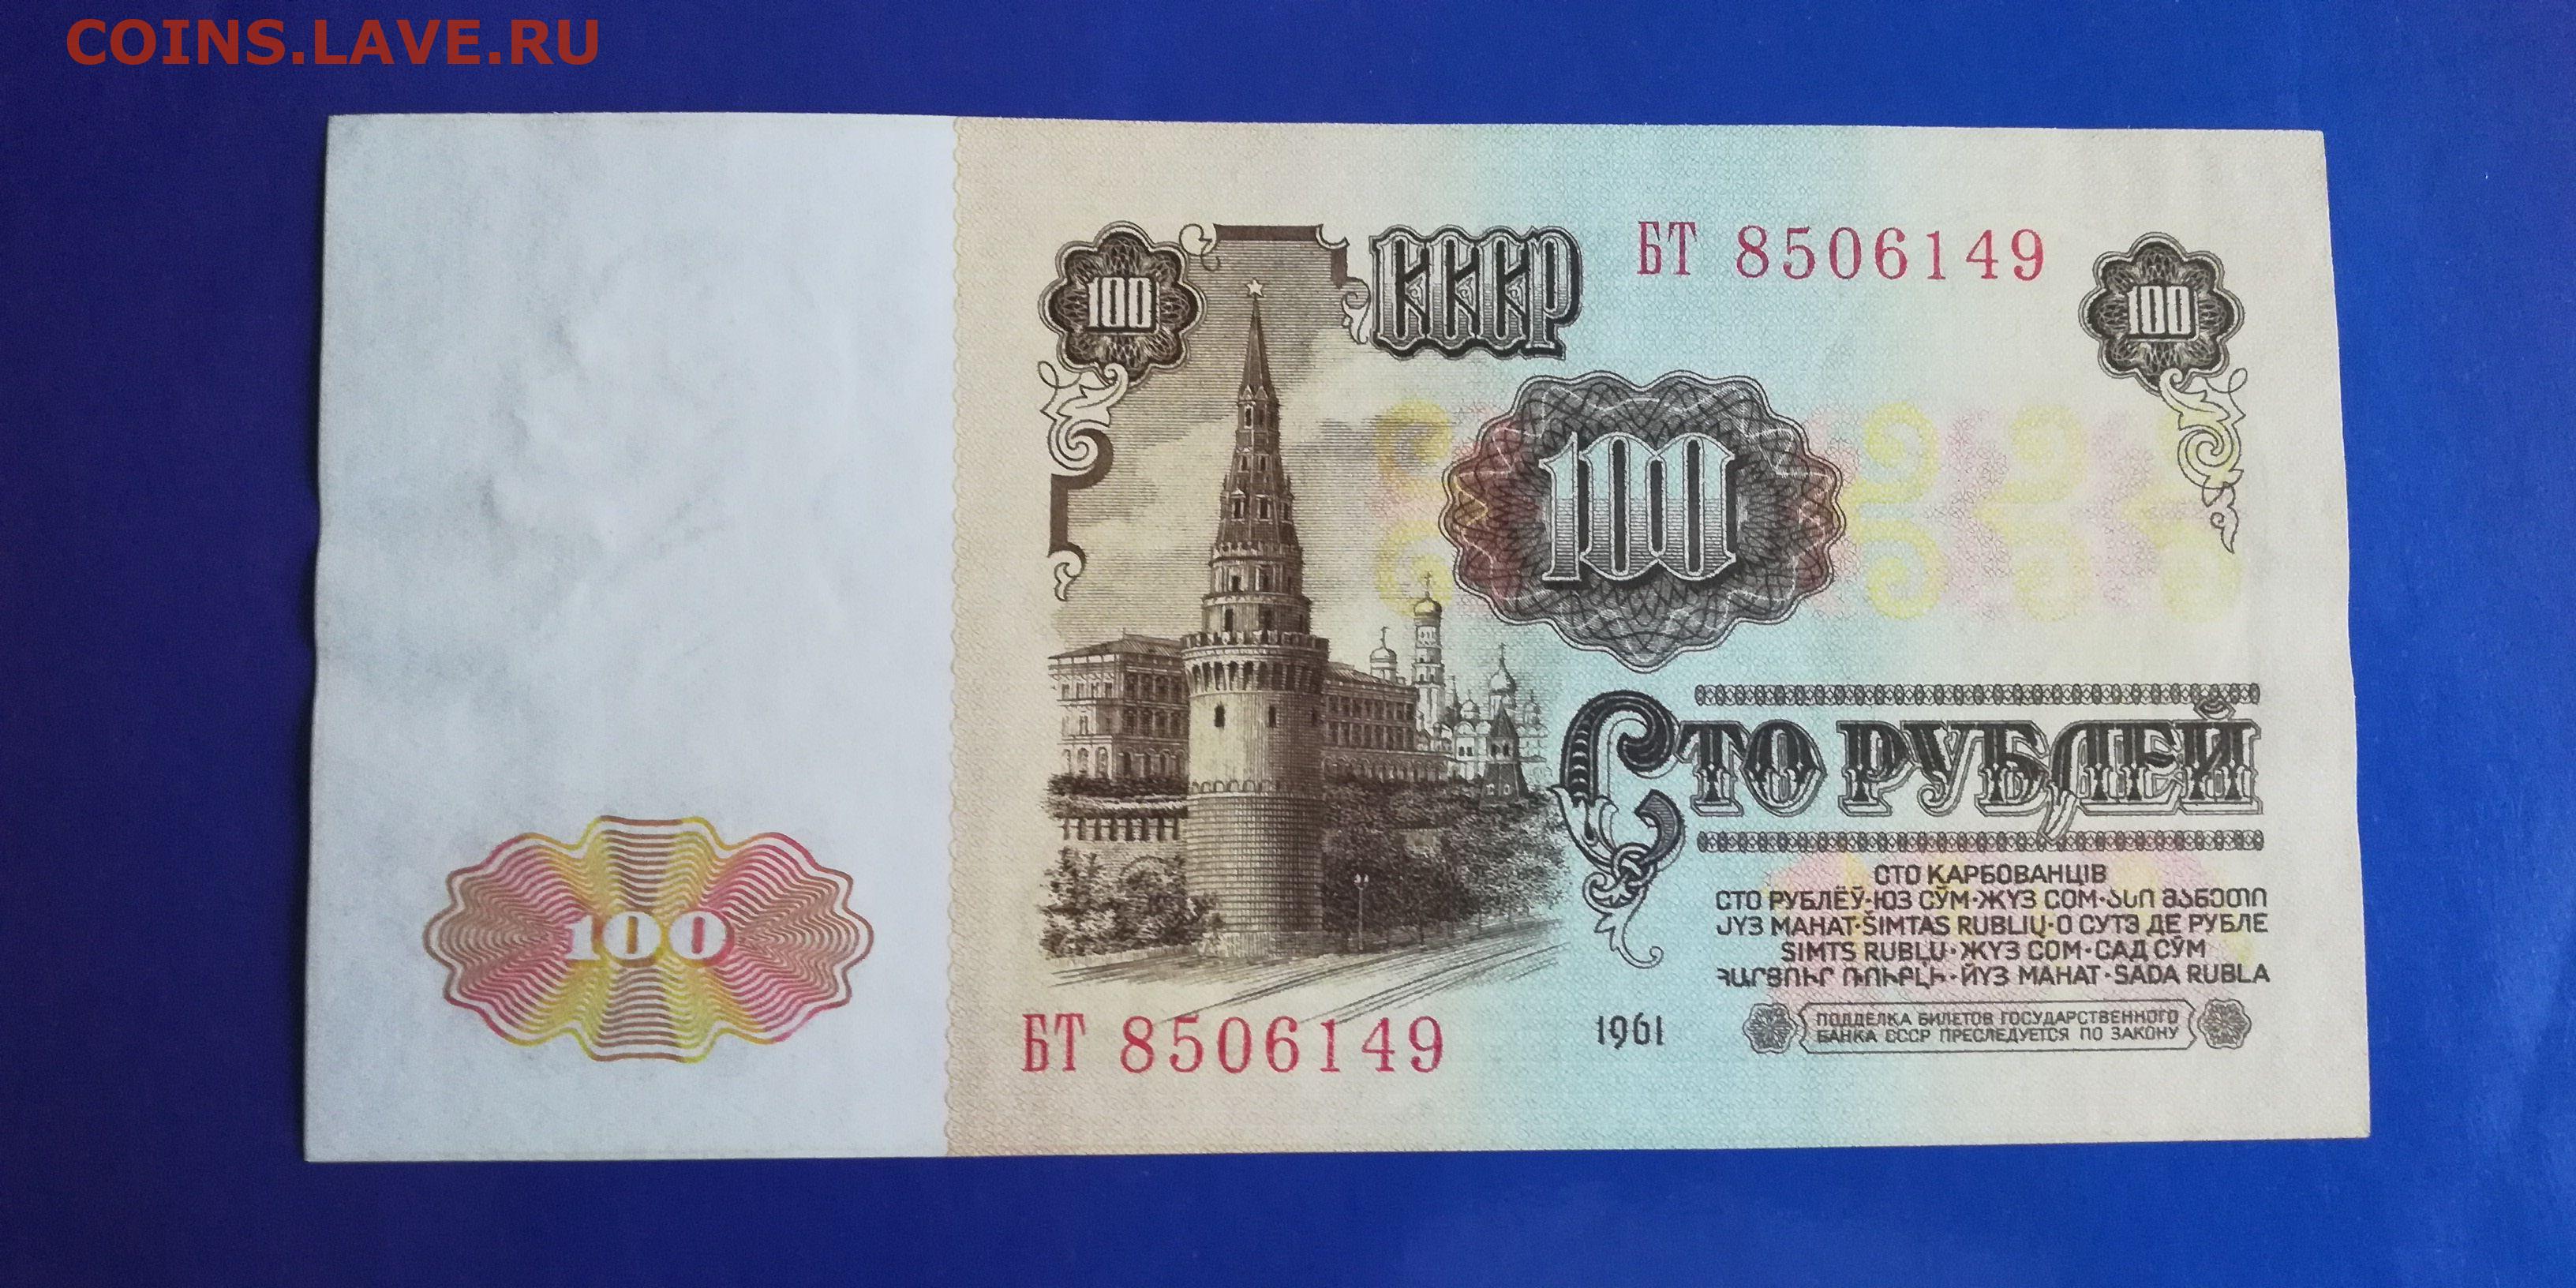 COINS.LAVE.RU
100
СССР
БТ 8506149
100
100
СТО РУБЛЕЙ
СТО КАРБОВАНЦІВ
СТО РУБЛЁЎ·ЮЗ СЎМ·ЖҮЗ СОМ·ᲐᲡᲘ ᲛᲐᲜᲔᲗᲘ
ЈҮЗ МАНАТ·ŠIMTAS RUBLIŲ·О СУТЭ ДЕ РУБЛЕ
SIMTS RUBĻU·ЖҮЗ СОМ·САД СӮМ
ՀԱՐՅՈՒՐ ՌՈՒԲԼԻ·ЙҮЗ МАНАТ·SADA RUBLA
100
БТ 8506149
1961
ПОДДЕЛКА БИЛЕТОВ ГОСУДАРСТВЕННОГО
БАНКА СССР ПРЕСЛЕДУЕТСЯ ПО ЗАКОНУ